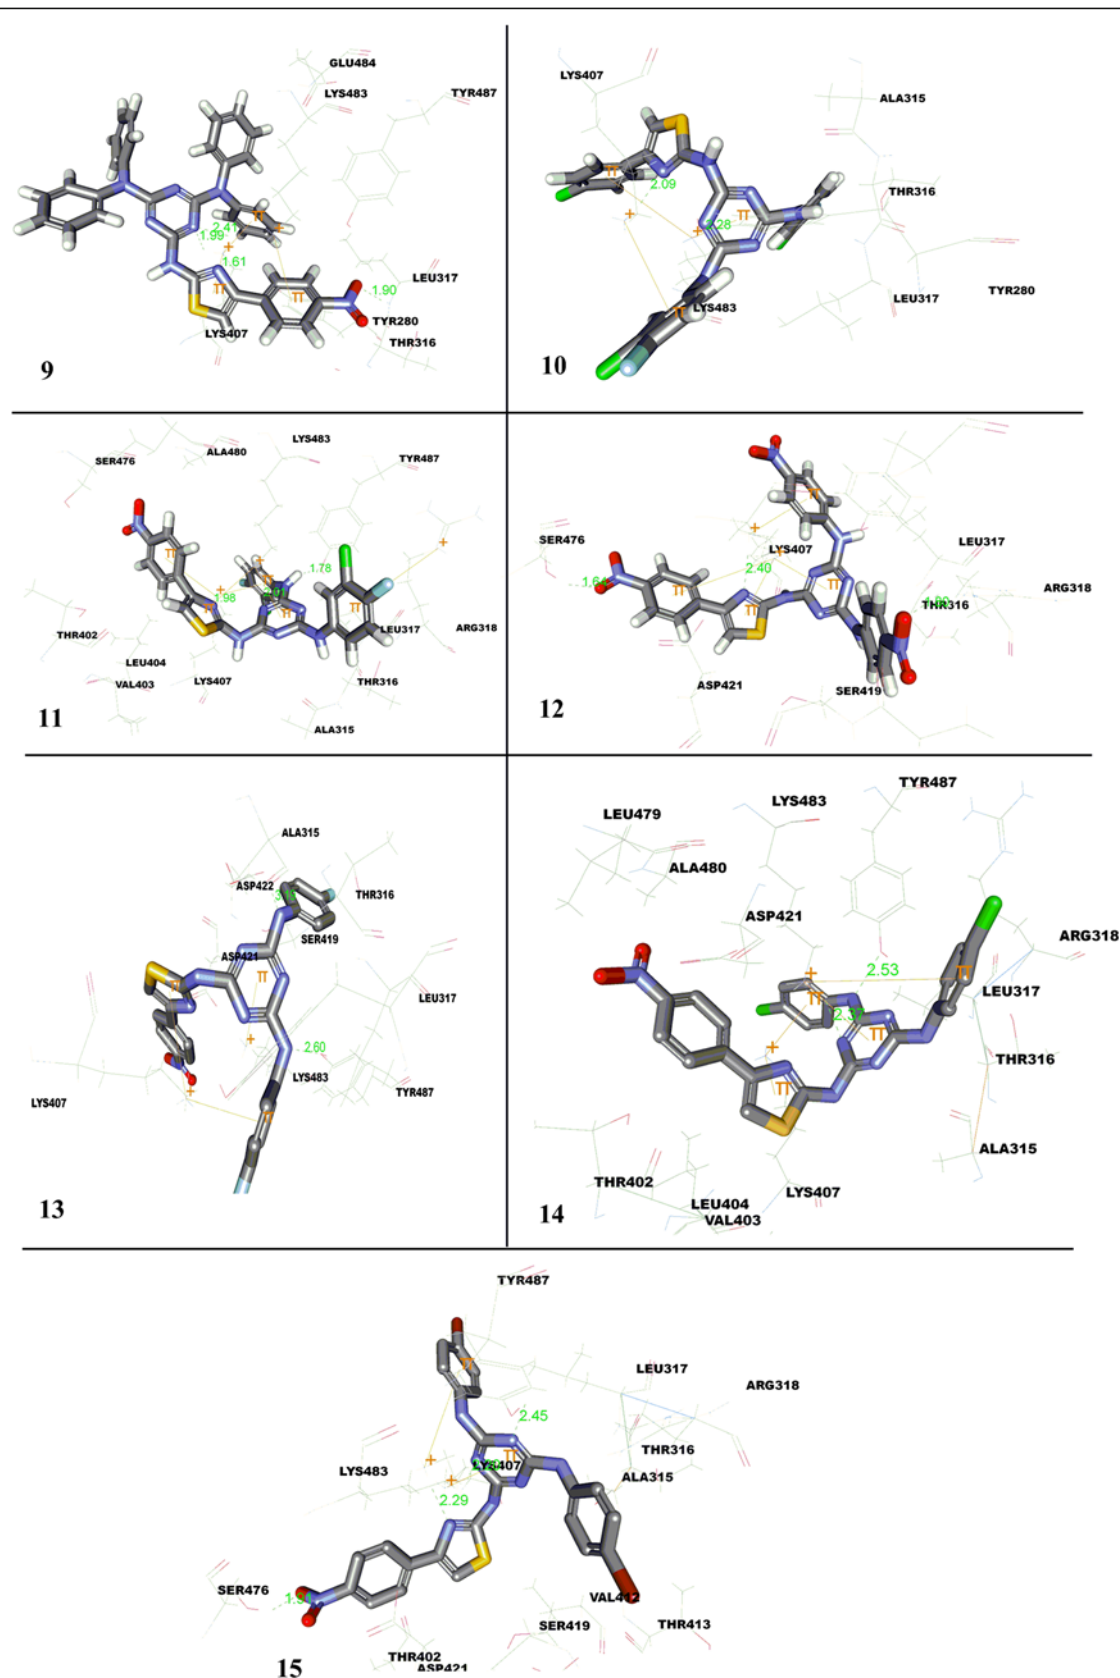 GLU484
LYS483
TYR487
π
2.41
1.99
+
+
1.61
π
π
1.90
LEU317
TYR280
LYS407
THR316
9
LYS407
ALA315
π
2.09
THR316
+
+
2.28
π
π
LYS483
LEU317
TYR280
10
LYS483
SER476
ALA480
TYR487
+
π
+
1.78
π
+
1.98
π
π
π
THR402
LEU317
ARG318
LEU404
VAL403
LYS407
THR316
11
ALA315
π
+
+
SER476
LYS407
LEU317
2.40
π
π
π
ARG318
THR316
ASP421
SER419
12
ALA315
ASP422
THR316
SER419
ASP421
π
π
LEU317
+
2.60
LYS483
LYS407
+
TYR487
π
13
TYR487
LYS483
LEU479
ALA480
ASP421
ARG318
+
2.53
π
π
LEU317
2.37
π
+
THR316
π
ALA315
THR402
LYS407
LEU404
VAL403
14
TYR487
π
LEU317
ARG318
2.45
THR316
π
+
LYS483
LYS407
ALA315
+
2.29
SER476
VAL412
SER419
THR413
THR402
ASP421
15